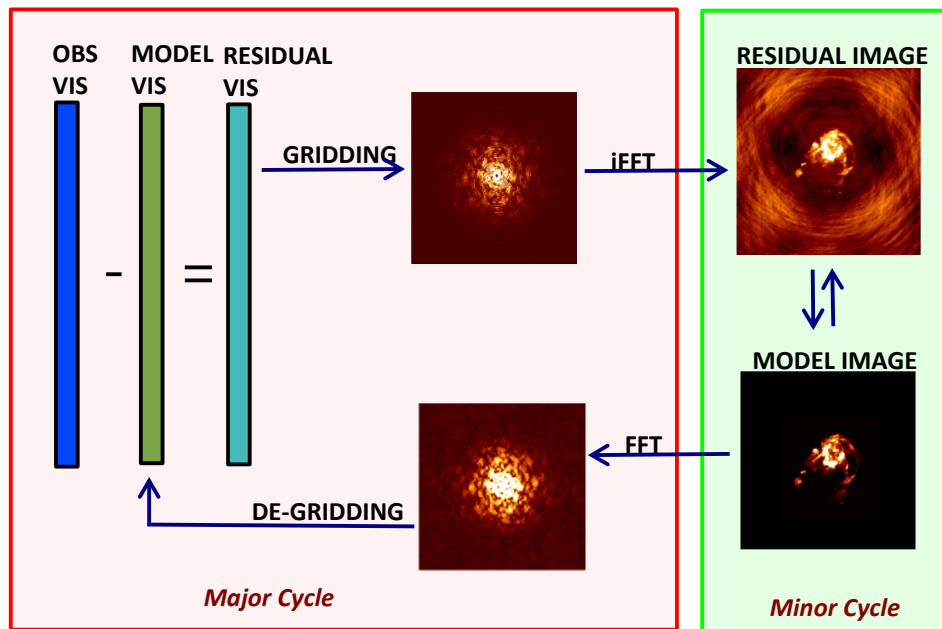 OBS
VIS
MODEL
VIS
RESIDUAL
VIS
-
=
GRIDDING
iFFT
RESIDUAL IMAGE
MODEL IMAGE
FFT
DE-GRIDDING
Major Cycle
Minor Cycle